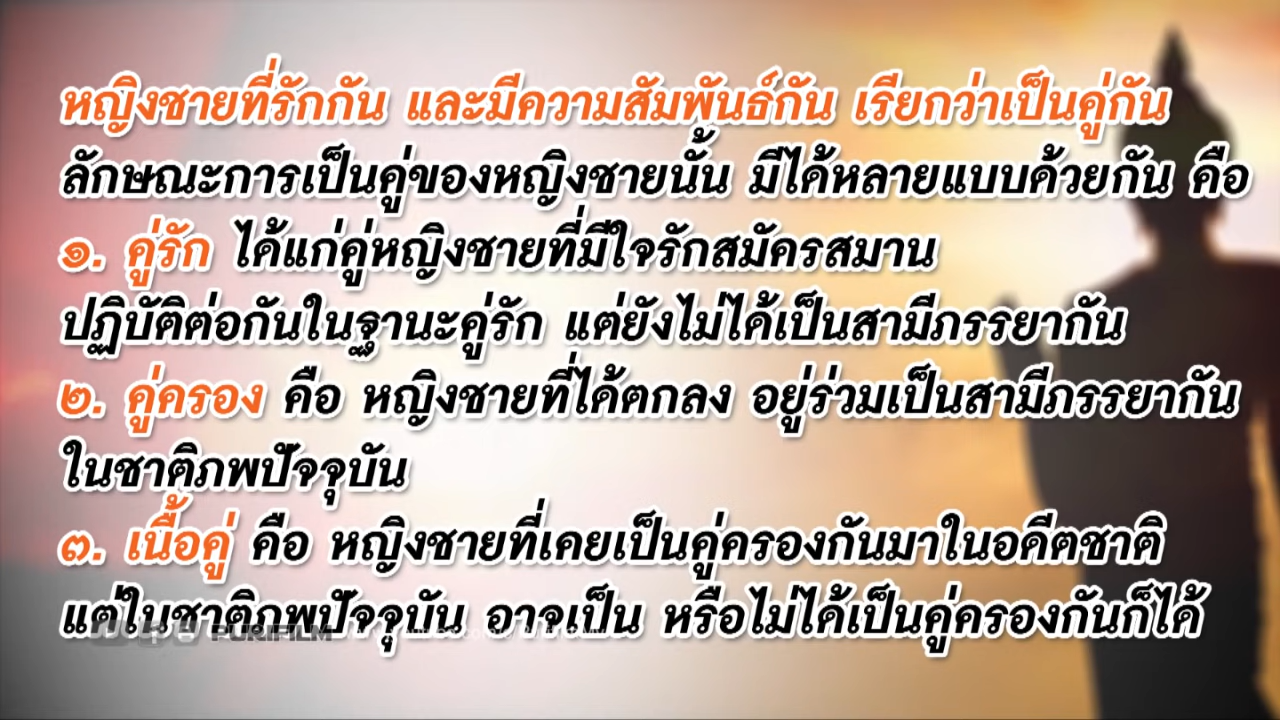 หญิงชายที่รักกัน และมีความสัมพันธ์กัน เรียกว่าเป็นคู่กัน
ลักษณะการเป็นคู่ของหญิงชายนั้น มีได้หลายแบบด้วยกัน คือ
๑. คู่รัก ได้แก่คู่หญิงชายที่มีใจรักสมัครสมาน
ปฏิบัติต่อกันในฐานะคู่รัก แต่ยังไม่ได้เป็นสามีภรรยากัน
๒. คู่ครอง คือ หญิงชายที่ได้ตกลง อยู่ร่วมเป็นสามีภรรยากัน
ในชาติภพปัจจุบัน
๓. เนื้อคู่ คือ หญิงชายที่เคยเป็นคู่ครองกันมาในอดีตชาติ
แต่ในชาติภพปัจจุบัน อาจเป็น หรือไม่ได้เป็นคู่ครองกันก็ได้
PURIFILM